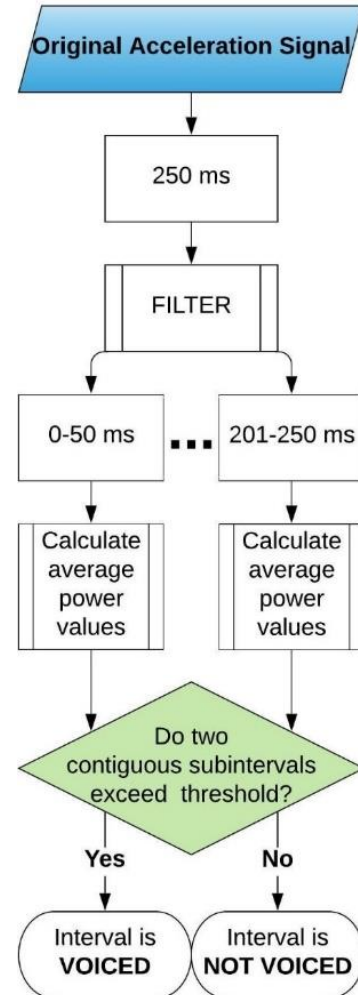 Original Acceleration Signal
250 ms
FILTER
0-50 ms
201-250 ms
Calculate
average
power
values
Calculate
average
power
values
Do two
contiguous subintervals
exceed threshold?
Yes
No
Interval is
VOICED
Interval is
NOT VOICED